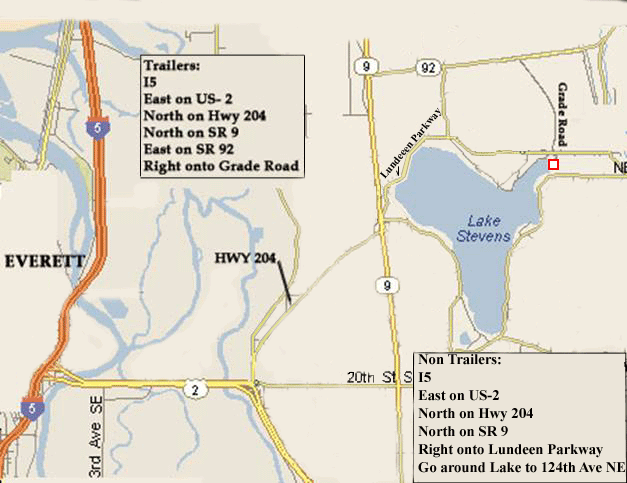 9
92
Trailers:
I5
East on US- 2
North on Hwy 204
North on SR 9
East on SR 92
Right onto Grade Road
5
Grade Road
Lundeeen Parkway
NE
Lake
Stevens
EVERETT
HWY 204
9
20th St S
2
5
3rd Ave SE
Non Trailers:
I5
East on US-2
North on Hwy 204
North on SR 9
Right onto Lundeen Parkway
Go around Lake to 124th Ave NE